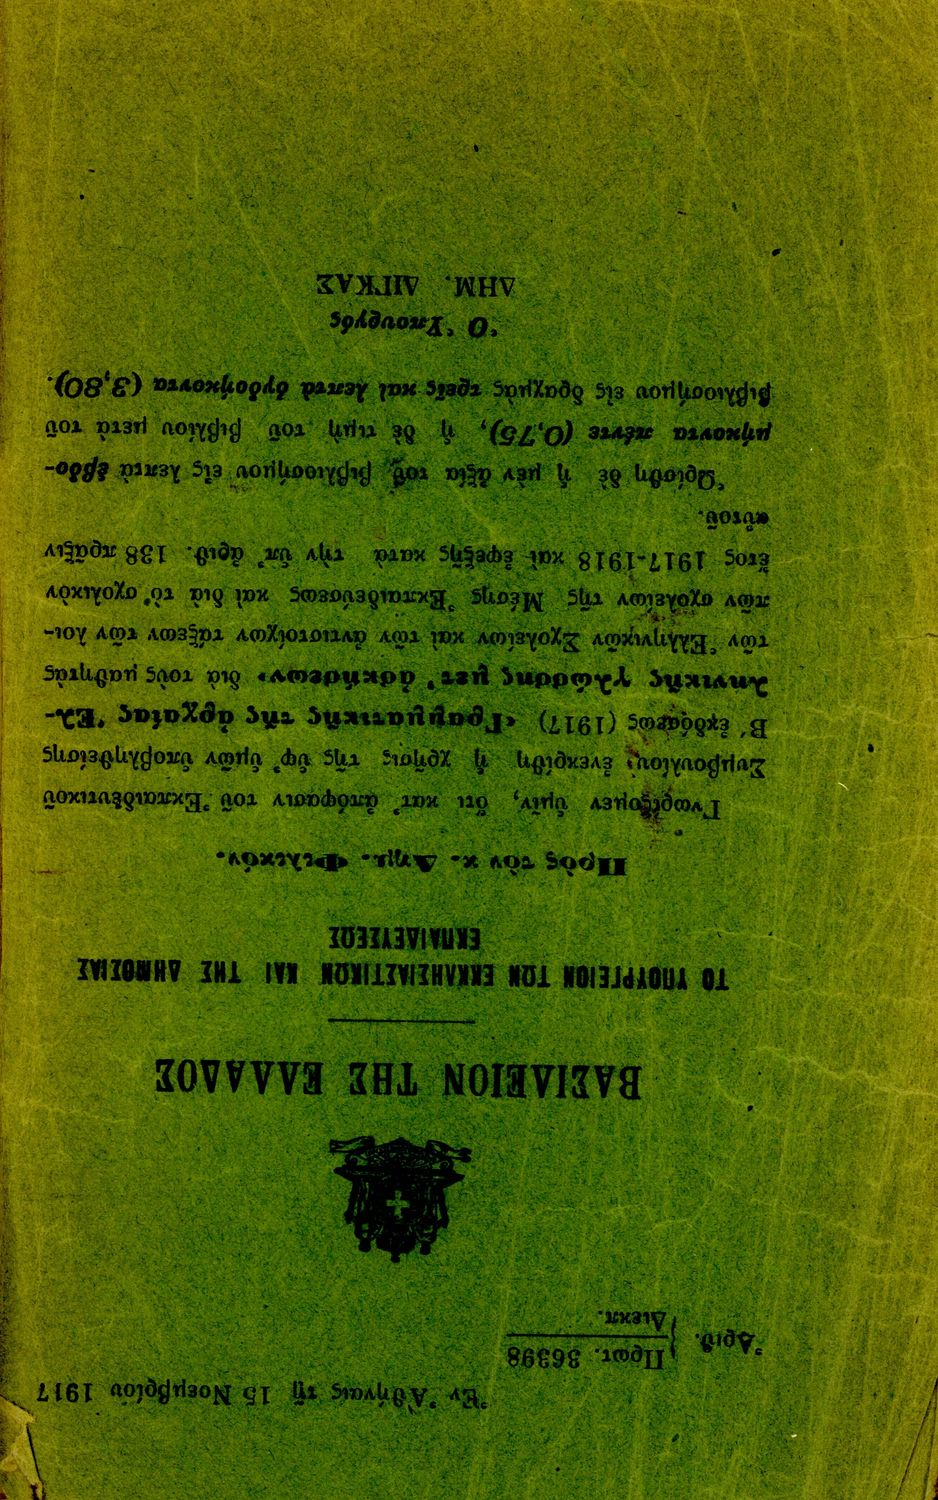 Ἐν Ἀθήναις τῇ 15 Νοεμβρίου 1917
Ἀριθ. { Πρωτ. 36398
Διεκπ.
ΒΑΣΙΛΕΙΟΝ ΤΗΣ ΕΛΛΑΔΟΣ
ΤΟ ΥΠΟΥΡΓΕΙΟΝ ΤΩΝ ΕΚΚΛΗΣΙΑΣΤΙΚΩΝ ΚΑΙ ΤΗΣ ΔΗΜΟΣΙΑΣ
ΕΚΠΑΙΔΕΥΣΕΩΣ
Πρὸς τὸν κ. Δημ. Φιλικόν.
Γνωρίζομεν ὑμῖν, ὅτι κατ' ἀπόφασιν τοῦ Ἐκπαιδευτικοῦ
Συμβουλίου ἐνεκρίθη ἡ χρῆσις τῆς ὑφ' ὑμῶν ὑποβληθείσης
Β΄ ἐκδόσεως (1917) «Γραμματικῆς τῆς ἀρχαίας Ἑλ-
ληνικῆς γλώσσης μετ' ἀσκήσεων» διὰ τοὺς μαθητὰς
τῶν Ἑλληνικῶν Σχολείων καὶ τῶν ἀντιστοίχων τάξεων τῶν λοι-
πῶν σχολείων τῆς Μέσης Ἐκπαιδεύσεως καὶ διὰ τὸ σχολικὸν
ἔτος 1917-1918 καὶ ἐφεξῆς κατὰ τὴν ὑπ' ἀριθ. 138 πρᾶξιν
αὐτοῦ.
Ὡρίσθη δὲ ἡ μὲν ἀξία τοῦ βιβλιοσήμου εἰς λεπτὰ ἑβδο-
μήκοντα πέντε (0,75), ἡ δὲ τιμὴ τοῦ βιβλίου μετὰ τοῦ
βιβλιοσήμου εἰς δραχμὰς τρεῖς καὶ λεπτὰ ὀγδοήκοντα (3,80).
Ὁ Ὑπουργός
ΔΗΜ. ΔΙΓΚΑΣ